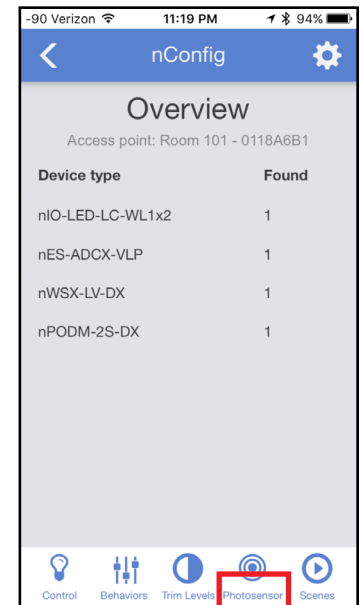 -90 Verizon 11:19 PM 94%
nConfig
Overview
Access point: Room 101 - 0118A6B1
Device type Found
nIO-LED-LC-WL1x2 1
nES-ADCX-VLP 1
nWSX-LV-DX 1
nPODM-2S-DX 1
Control Behaviors Trim Levels Photosensor Scenes